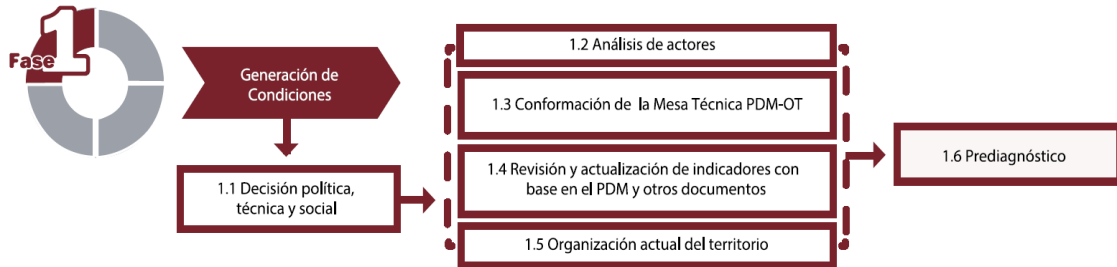 Fase 1
Generación de
Condiciones
1.1 Decisión política,
técnica y social
1.2 Análisis de actores
1.3 Conformación de la Mesa Técnica PDM-OT
1.4 Revisión y actualización de indicadores con
base en el PDM y otros documentos
1.5 Organización actual del territorio
1.6 Prediagnóstico